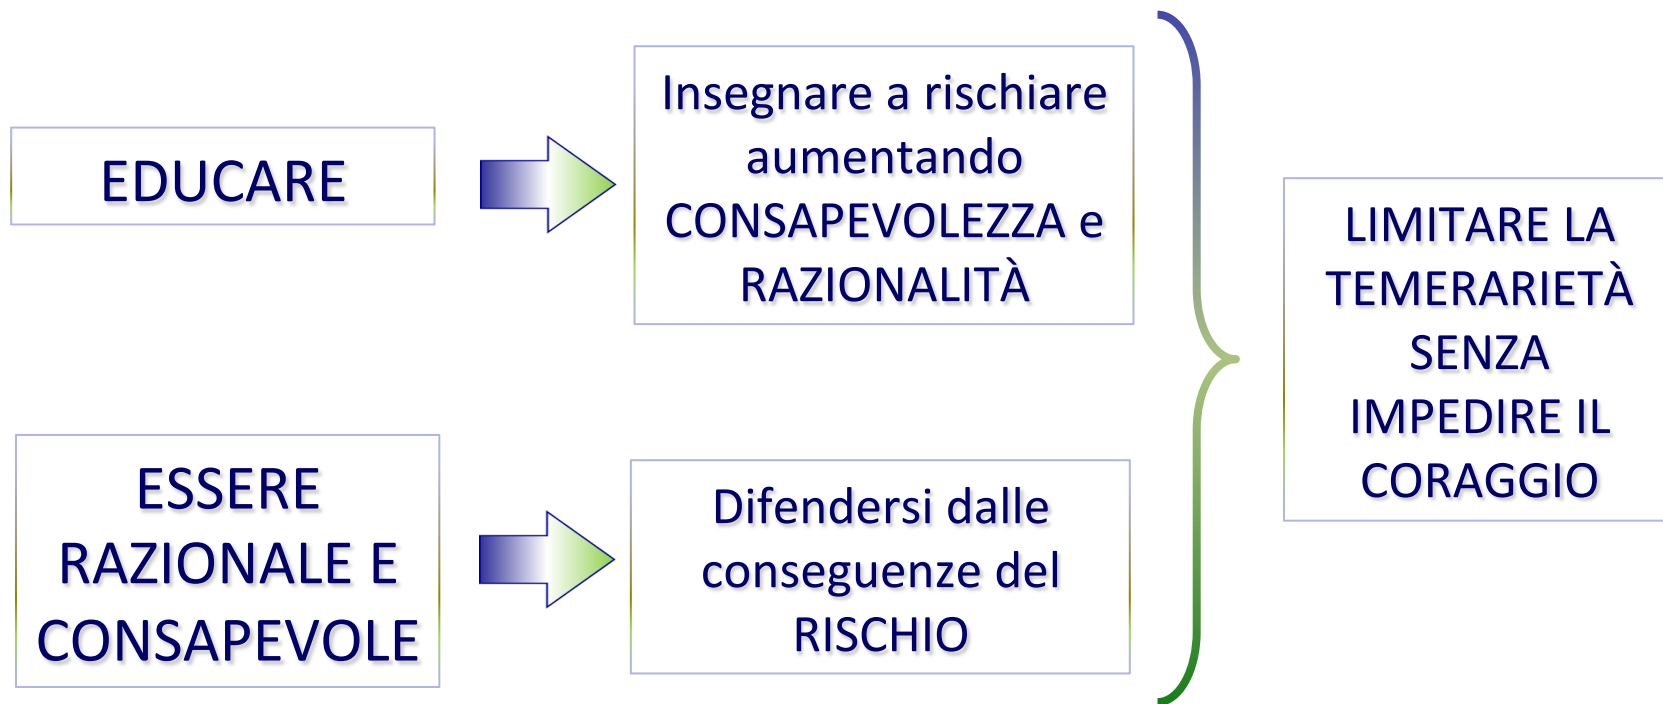 EDUCARE
Insegnare a rischiare
aumentando
CONSAPEVOLEZZA e
RAZIONALITÀ
ESSERE
RAZIONALE E
CONSAPEVOLE
Difendersi dalle
conseguenze del
RISCHIO
LIMITARE LA
TEMERARIETÀ
SENZA
IMPEDIRE IL
CORAGGIO